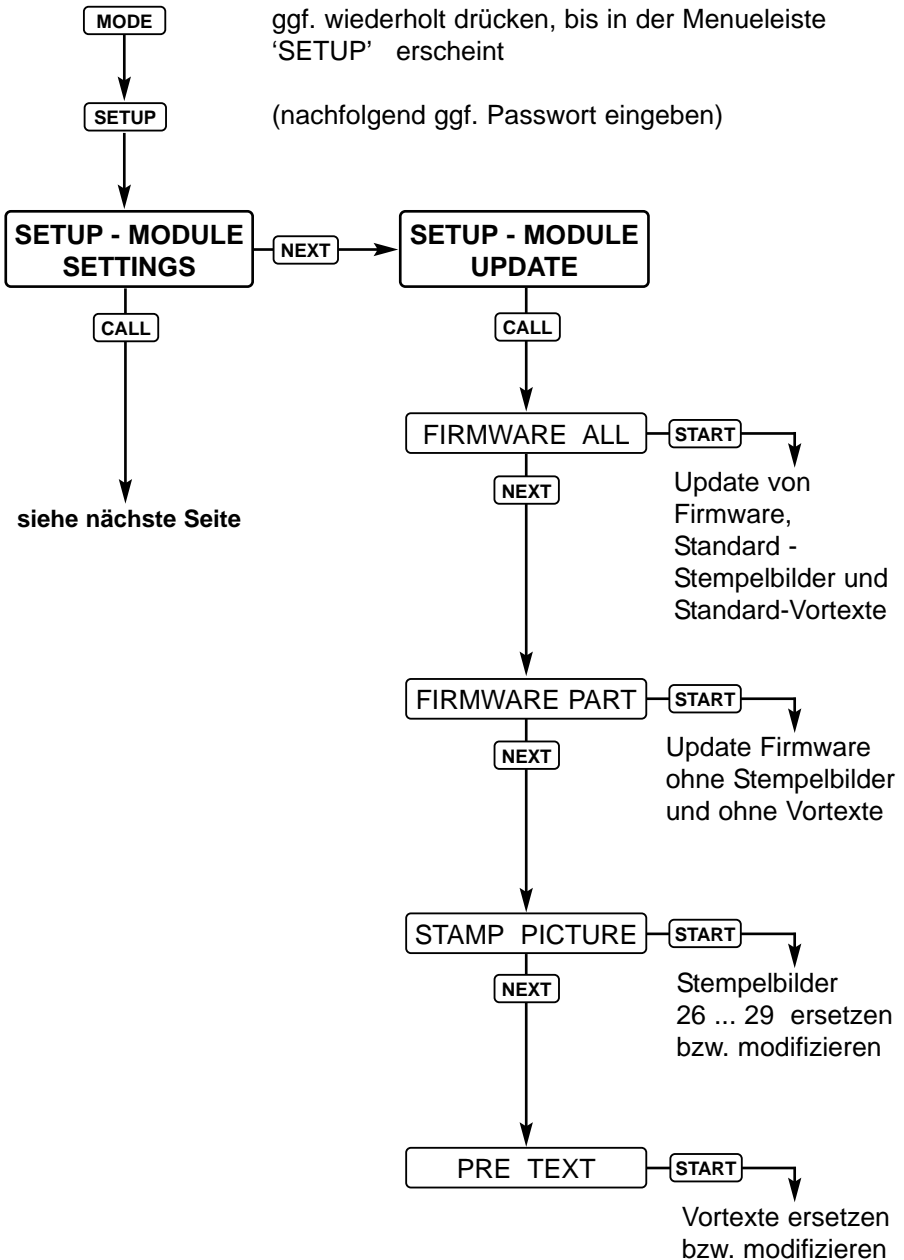 MODE
ggf. wiederholt drücken, bis in der Menueleiste
‘SETUP’ erscheint
SETUP
(nachfolgend ggf. Passwort eingeben)
SETUP - MODULE
SETTINGS
NEXT
SETUP - MODULE
UPDATE
CALL
CALL
siehe nächste Seite
FIRMWARE ALL
START
NEXT
Update von
Firmware,
Standard -
Stempelbilder und
Standard-Vortexte
FIRMWARE PART
START
NEXT
Update Firmware
ohne Stempelbilder
und ohne Vortexte
STAMP PICTURE
START
NEXT
Stempelbilder
26 ... 29 ersetzen
bzw. modifizieren
PRE TEXT
START
Vortexte ersetzen
bzw. modifizieren